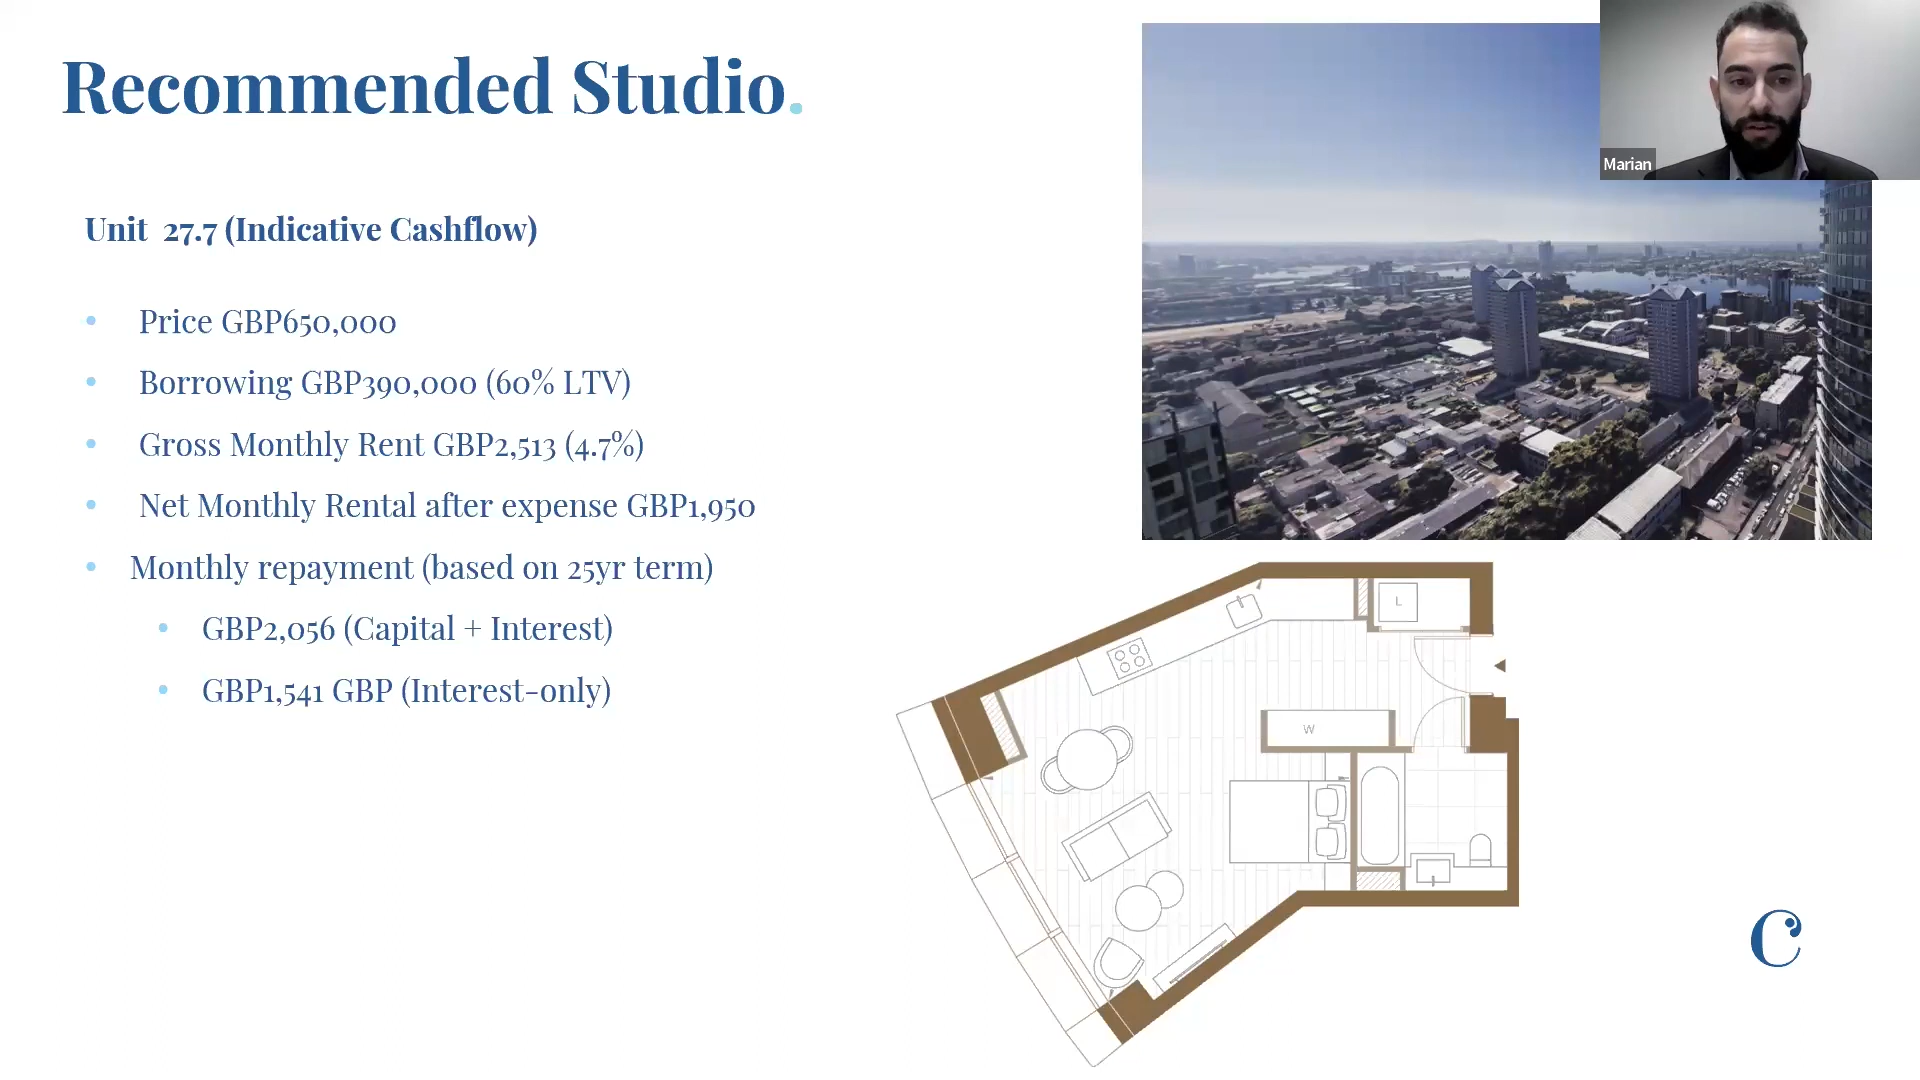 Recommended Studio.
Marian
Unit 27.7 (Indicative Cashflow)
• Price GBP650,000
• Borrowing GBP390,000 (60% LTV)
• Gross Monthly Rent GBP2,513 (4.7%)
• Net Monthly Rental after expense GBP1,950
• Monthly repayment (based on 25yr term)
• GBP2,056 (Capital + Interest)
• GBP1,541 GBP (Interest-only)
L
W
C